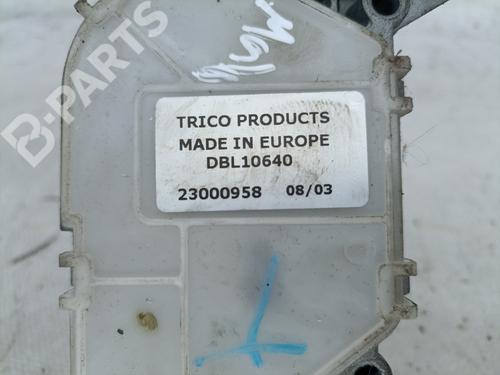 B-PARTS
TRICO PRODUCTS
MADE IN EUROPE
DBL10640
23000958 08/03